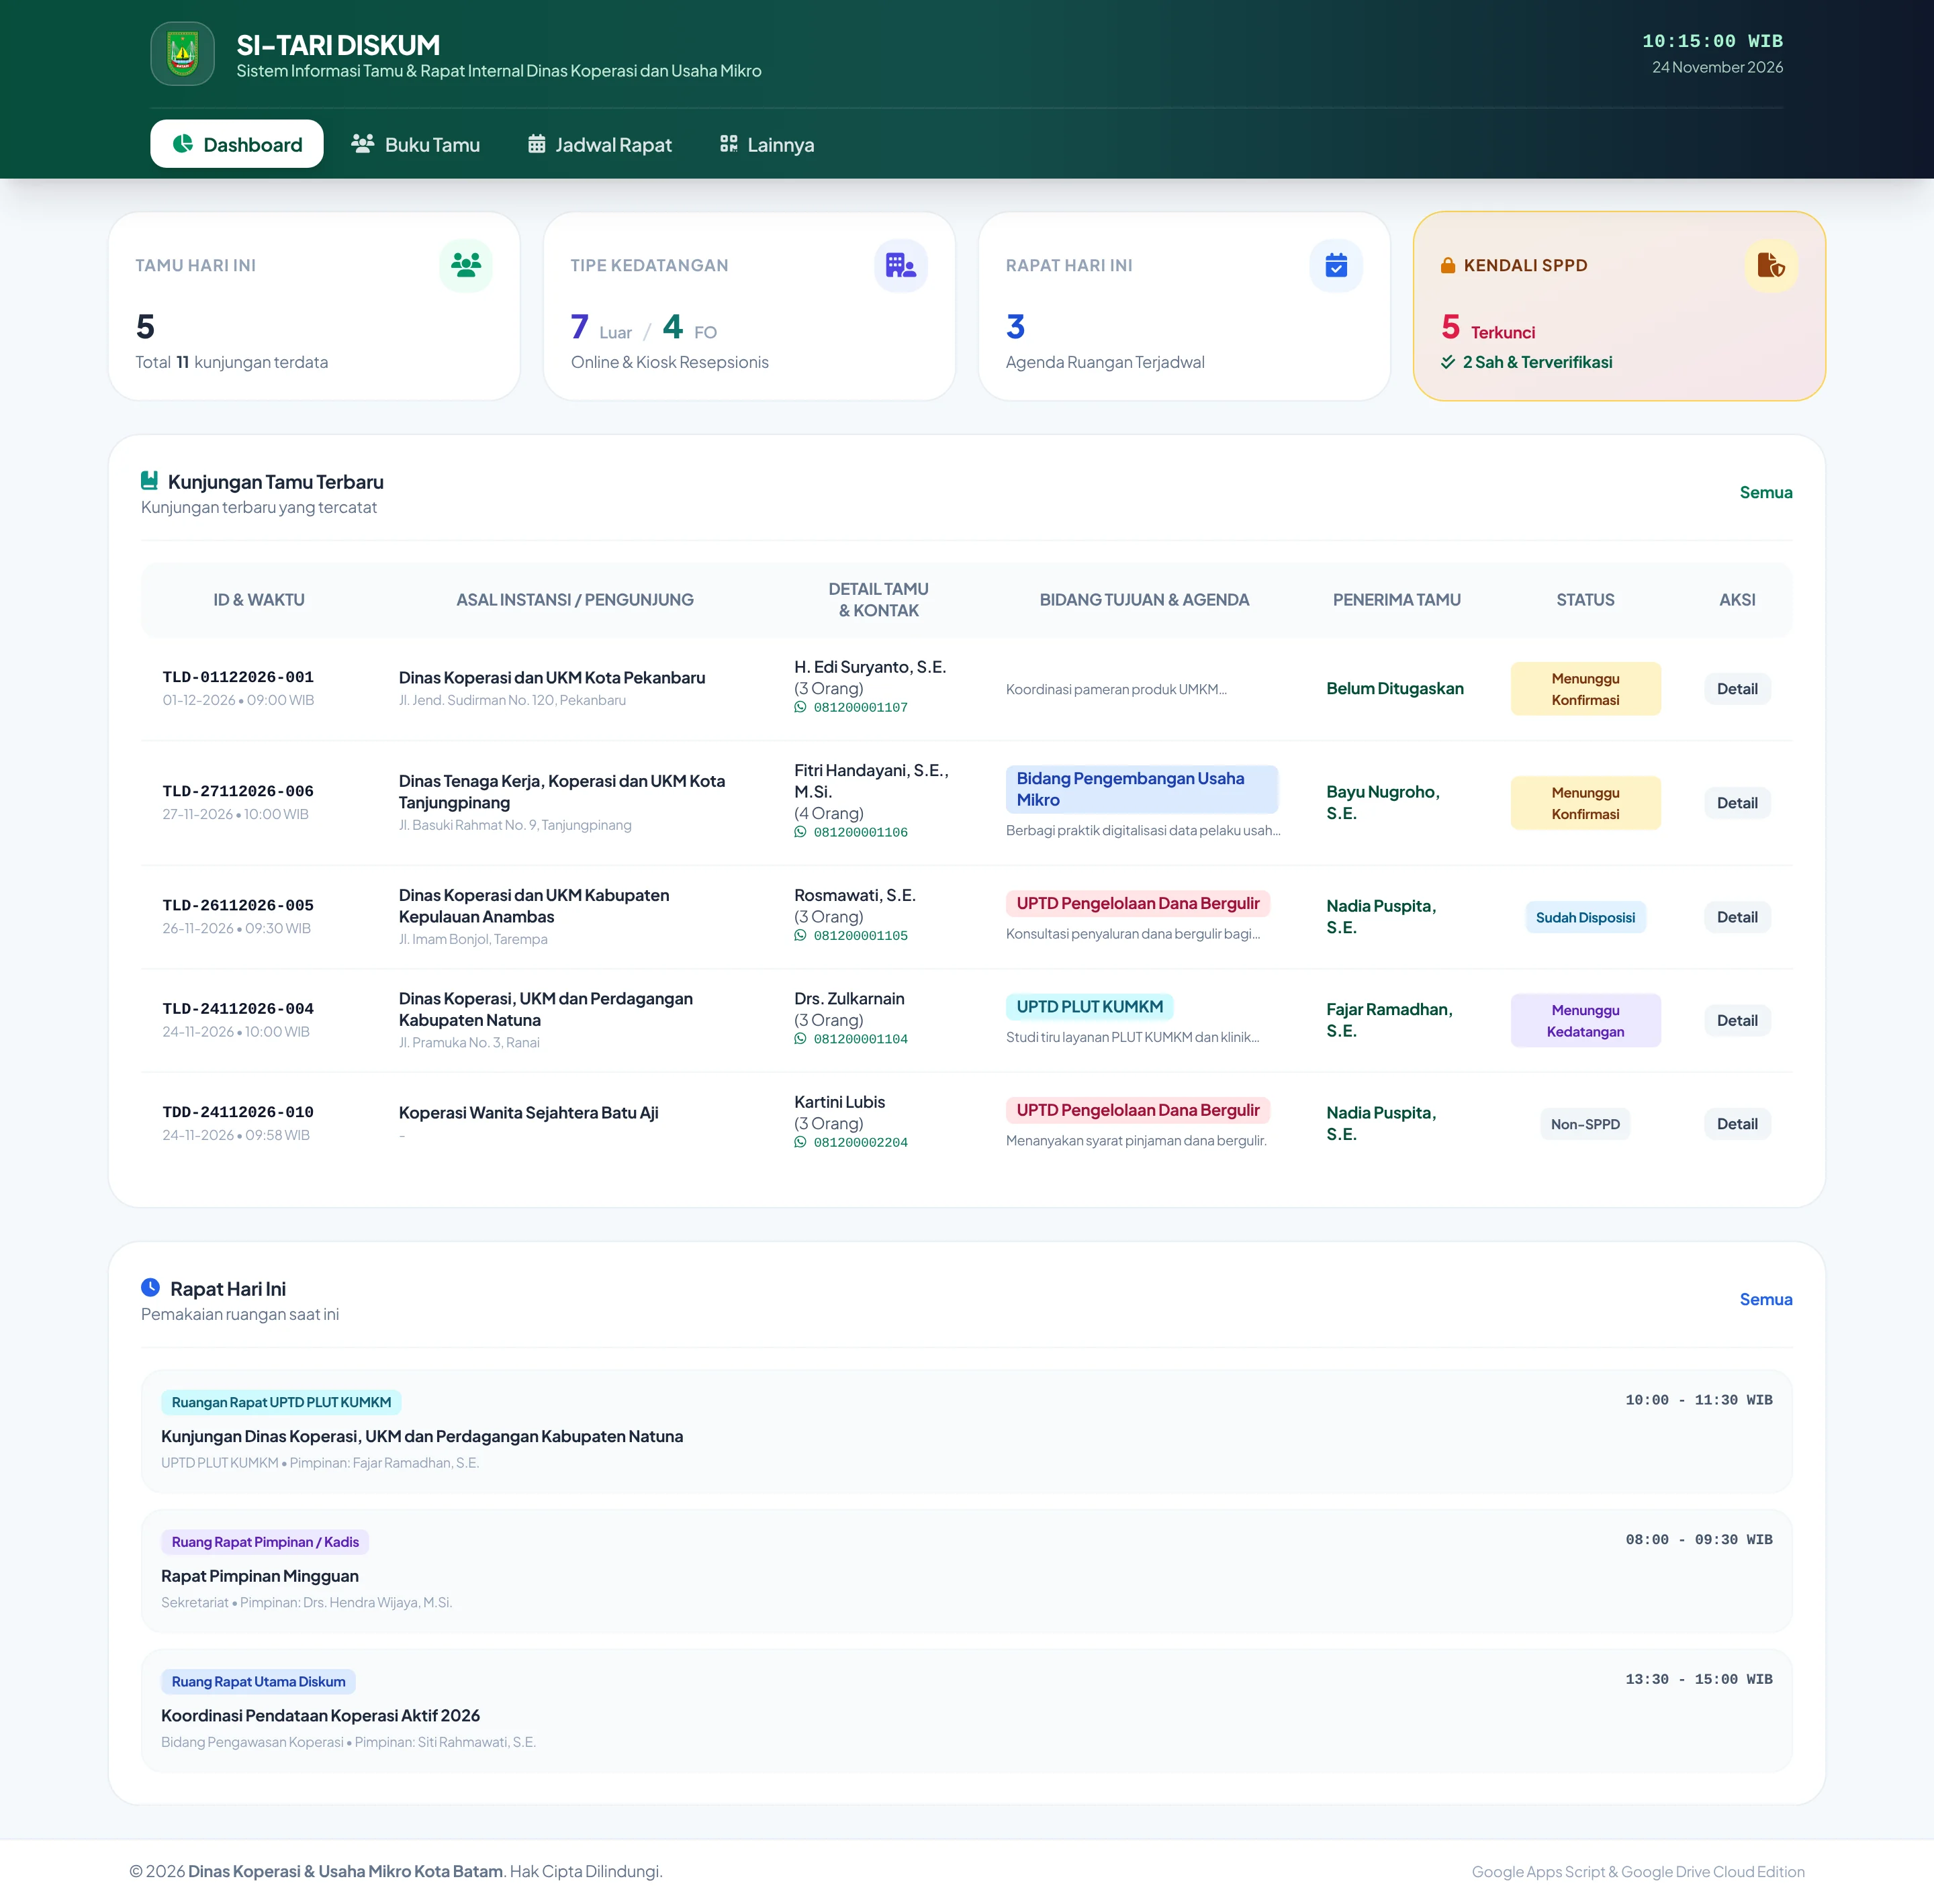 SI-TARI DISKUM
Sistem Informasi Tamu & Rapat Internal Dinas Koperasi dan Usaha Mikro
10:15:00 WIB
24 November 2026
Dashboard
Buku Tamu
Jadwal Rapat
Lainnya
TAMU HARI INI
5
Total 11 kunjungan terdata
TIPE KEDATANGAN
7 Luar / 4 FO
Online & Kiosk Resepsionis
RAPAT HARI INI
3
Agenda Ruangan Terjadwal
KENDALI SPPD
5 Terkunci
2 Sah & Terverifikasi
Kunjungan Tamu Terbaru
Kunjungan terbaru yang tercatat
Semua
ID & WAKTU
ASAL INSTANSI / PENGUNJUNG
DETAIL TAMU
& KONTAK
BIDANG TUJUAN & AGENDA
PENERIMA TAMU
STATUS
AKSI
TLD-01122026-001
01-12-2026 • 09:00 WIB
Dinas Koperasi dan UKM Kota Pekanbaru
Jl. Jend. Sudirman No. 120, Pekanbaru
H. Edi Suryanto, S.E.
(3 Orang)
081200001107
Koordinasi pameran produk UMKM...
Belum Ditugaskan
Menunggu
Konfirmasi
Detail
TLD-27112026-006
27-11-2026 • 10:00 WIB
Dinas Tenaga Kerja, Koperasi dan UKM Kota
Tanjungpinang
Jl. Basuki Rahmat No. 9, Tanjungpinang
Fitri Handayani, S.E.,
M.Si.
(4 Orang)
081200001106
Bidang Pengembangan Usaha
Mikro
Berbagi praktik digitalisasi data pelaku usah...
Bayu Nugroho,
S.E.
Menunggu
Konfirmasi
Detail
TLD-26112026-005
26-11-2026 • 09:30 WIB
Dinas Koperasi dan UKM Kabupaten
Kepulauan Anambas
Jl. Imam Bonjol, Tarempa
Rosmawati, S.E.
(3 Orang)
081200001105
UPTD Pengelolaan Dana Bergulir
Konsultasi penyaluran dana bergulir bagi...
Nadia Puspita,
S.E.
Sudah Disposisi
Detail
TLD-24112026-004
24-11-2026 • 10:00 WIB
Dinas Koperasi, UKM dan Perdagangan
Kabupaten Natuna
Jl. Pramuka No. 3, Ranai
Drs. Zulkarnain
(3 Orang)
081200001104
UPTD PLUT KUMKM
Studi tiru layanan PLUT KUMKM dan klinik...
Fajar Ramadhan,
S.E.
Menunggu
Kedatangan
Detail
TDD-24112026-010
24-11-2026 • 09:58 WIB
Koperasi Wanita Sejahtera Batu Aji
-
Kartini Lubis
(3 Orang)
081200002204
UPTD Pengelolaan Dana Bergulir
Menanyakan syarat pinjaman dana bergulir.
Nadia Puspita,
S.E.
Non-SPPD
Detail
Rapat Hari Ini
Pemakaian ruangan saat ini
Semua
Ruangan Rapat UPTD PLUT KUMKM
10:00 - 11:30 WIB
Kunjungan Dinas Koperasi, UKM dan Perdagangan Kabupaten Natuna
UPTD PLUT KUMKM • Pimpinan: Fajar Ramadhan, S.E.
Ruang Rapat Pimpinan / Kadis
08:00 - 09:30 WIB
Rapat Pimpinan Mingguan
Sekretariat • Pimpinan: Drs. Hendra Wijaya, M.Si.
Ruang Rapat Utama Diskum
13:30 - 15:00 WIB
Koordinasi Pendataan Koperasi Aktif 2026
Bidang Pengawasan Koperasi • Pimpinan: Siti Rahmawati, S.E.
© 2026 Dinas Koperasi & Usaha Mikro Kota Batam. Hak Cipta Dilindungi.
Google Apps Script & Google Drive Cloud Edition